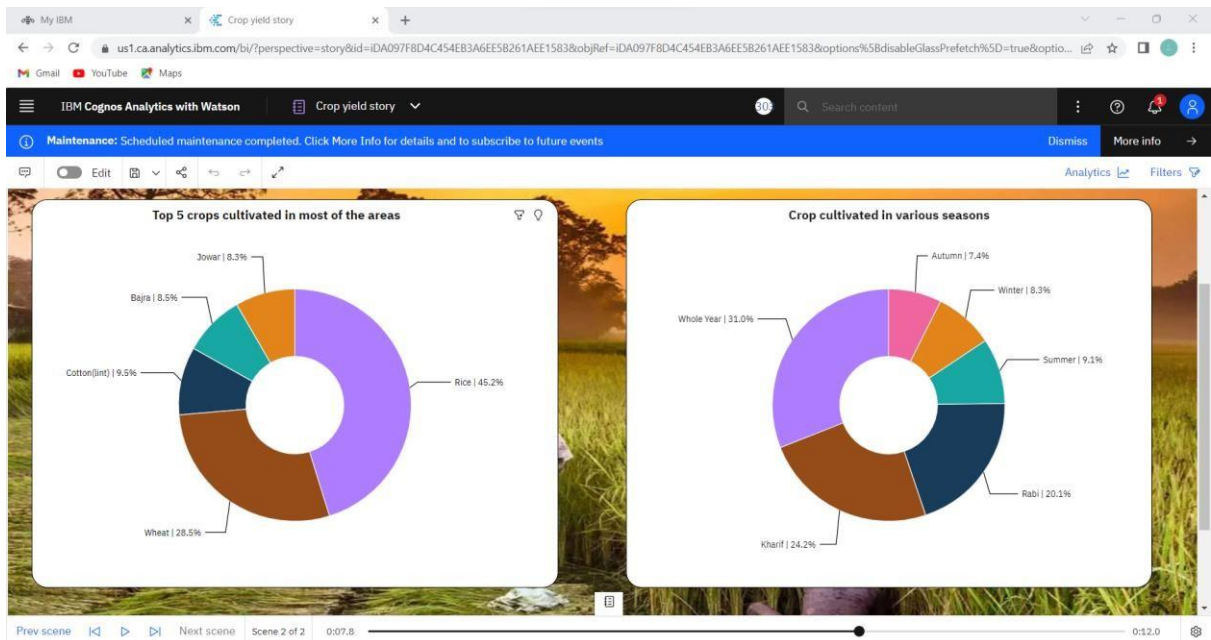 My IBM
Crop yield story
us1.ca.analytics.ibm.com/bi/?perspective=story&id=iDA097F8D4C454EB3A6EE5B261AEE1583&objRef=iDA097F8D4C454EB3A6EE5B261AEE1583&options%5BdisableGlassPrefetch%5D=true&optio...
Gmail YouTube Maps
IBM Cognos Analytics with Watson
Crop yield story
Search content
1
Maintenance: Scheduled maintenance completed. Click More Info for details and to subscribe to future events
Dismiss
More info
Edit
Analytics
Filters
Top 5 crops cultivated in most of the areas
Jowar | 8.3%
Bajra | 8.5%
Cotton(lint) | 9.5%
Rice | 45.2%
Wheat | 28.5%
Crop cultivated in various seasons
Autumn | 7.4%
Winter | 8.3%
Whole Year | 31.0%
Summer | 9.1%
Rabi | 20.1%
Kharif | 24.2%
Prev scene
Next scene
Scene 2 of 2
0:07.8
0:12.0